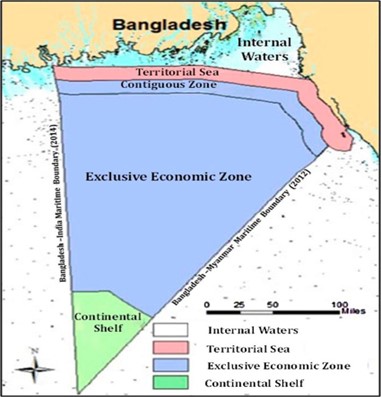 Bangladesh
Internal
Waters
Territorial Sea
Contiguous Zone
Exclusive Economic Zone
Bangladesh -India Maritime Boundary (2014)
Bangladesh -Myanmar Maritime Boundary (2012)
Continental
Shelf
0 25 50 100
Miles
Internal Waters
Territorial Sea
Exclusive Economic Zone
Continental Shelf